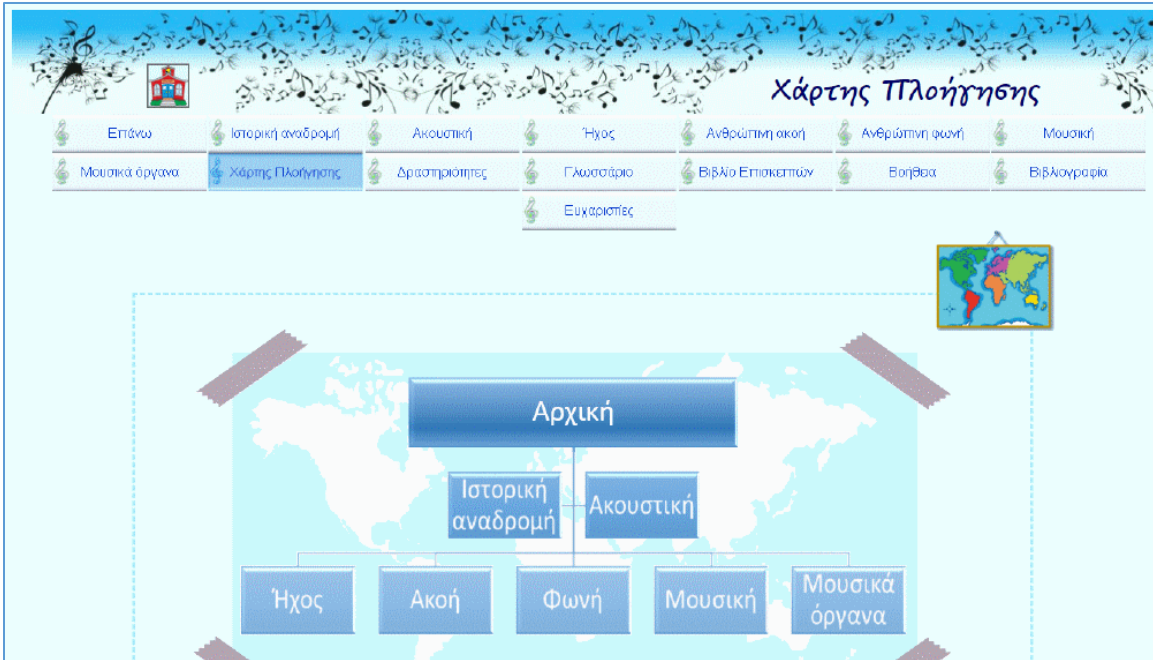 Χάρτης Πλοήγησης
Επάνω Ιστορική αναδρομή Ακουστική Ήχος Ανθρώπινη ακοή Ανθρώπινη φωνή Μουσική
Μουσικά όργανα Χάρτης Πλοήγησης Δραστηριότητες Γλωσσάριο Βιβλίο Επισκεπτών Βοήθεια Βιβλιογραφία
Ευχαριστίες
Αρχική
Ιστορική
αναδρομή
Ακουστική
Ήχος
Ακοή
Φωνή
Μουσική
Μουσικά
όργανα